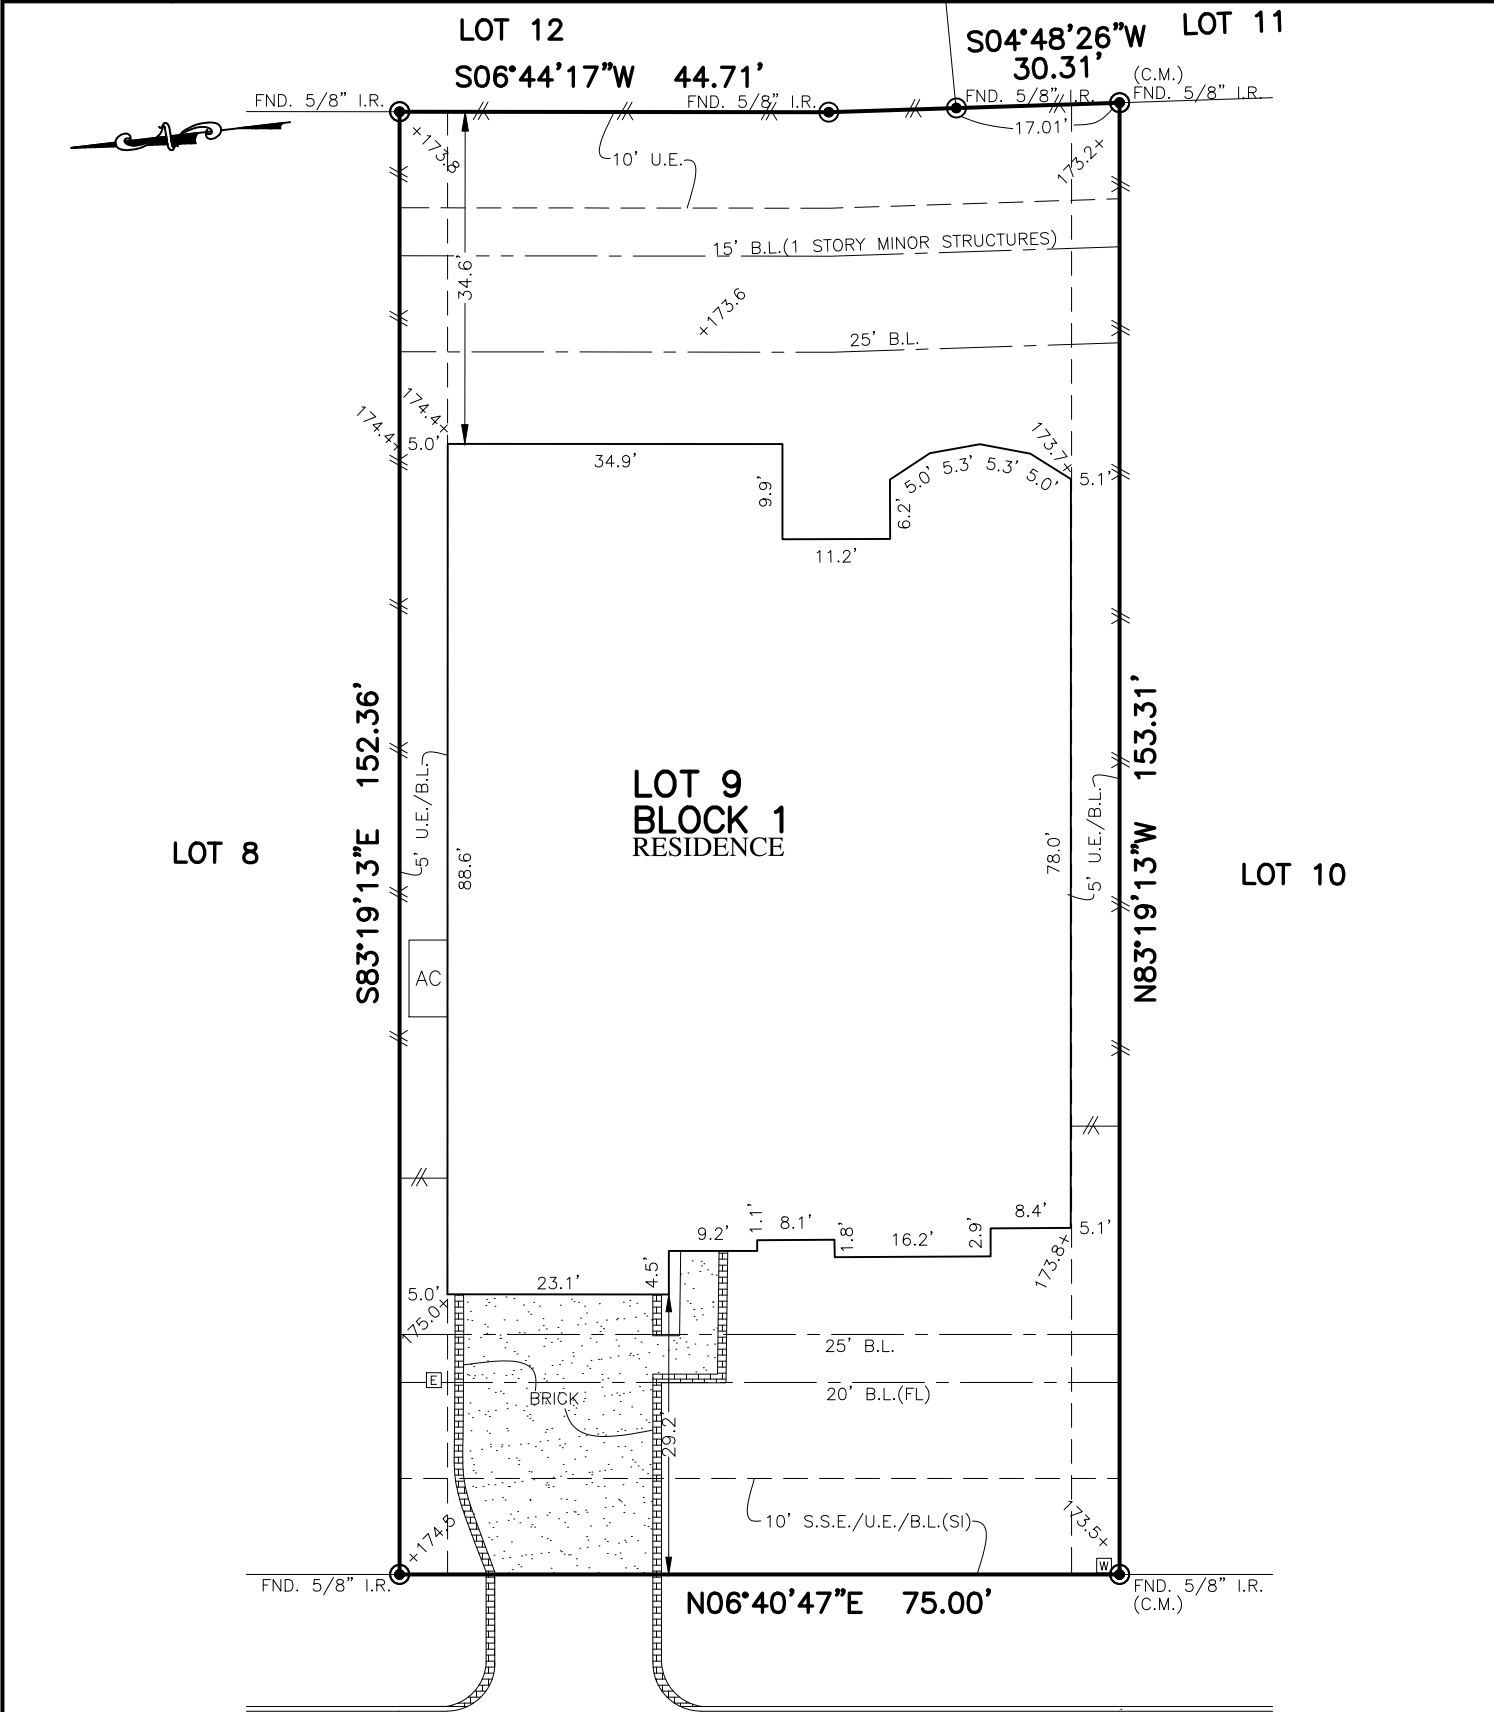 LOT 12
S06°44'17"W 44.71'
S04°48'26"W
30.31'
LOT 11
(C.M.)
FND. 5/8" I.R.
FND. 5/8" I.R.
FND. 5/8" I.R.
FND. 5/8" I.R.
17.01'
+173.8
10' U.E.
173.2+
15' B.L.(1 STORY MINOR STRUCTURES)
34.6'
+173.6
25' B.L.
174.4+
174.4+
5.0'
34.9'
9.9'
11.2'
6.2'
5.0'
5.3'
5.3'
5.0'
173.7+
5.1'
S83°19'13"E 152.36'
5' U.E./B.L.
88.6'
LOT 9
BLOCK 1
RESIDENCE
78.0'
5' U.E./B.L.
N83°19'13"W 153.31'
LOT 8
LOT 10
AC
9.2'
1.1'
8.1'
1.8'
16.2'
2.9'
8.4'
5.1'
173.8+
4.5'
23.1'
5.0'
175.0+
25' B.L.
E
BRICK
20' B.L.(FL)
29.2'
10' S.S.E./U.E./B.L.(SI)
+174.5
173.5+
W
FND. 5/8" I.R.
N06°40'47"E 75.00'
FND. 5/8" I.R.
(C.M.)